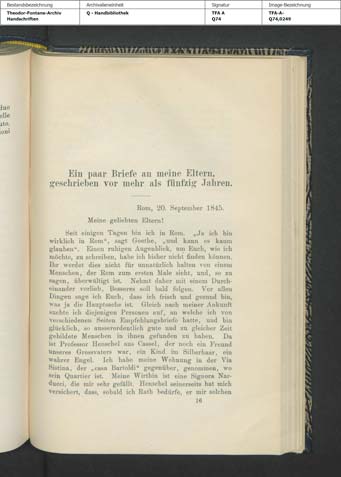 Bestandsbezeichnung
Archivalieneinheit
Signatur
Image-Bezeichnung
Theodor-Fontane-Archiv
Handschriften
Q - Handbibliothek
TFA A
Q74
TFA-A-
Q74,0249
Ein paar Briefe an meine Eltern,
geschrieben vor mehr als fünfzig Jahren.
Rom, 20. September 1845.
Meine geliebten Eltern!
Seit einigen Tagen bin ich in Rom. „Ja ich bin
wirklich in Rom“, sagt Goethe, „und kann es kaum
glauben“. Einen ruhigen Augenblick, um Euch, wie ich
möchte, zu schreiben, habe ich bisher nicht finden können.
Ihr werdet dies nicht für unnatürlich halten von einem
Menschen, der Rom zum ersten Male sieht, und, so zu
sagen, überwältigt ist. Nehmt daher mit einem Durch-
einander vorlieb, Besseres soll bald folgen. Vor allen
Dingen sage ich Euch, dass ich frisch und gesund bin,
was ja die Hauptsache ist. Gleich nach meiner Ankunft
suchte ich diejenigen Personen auf, an welche ich von
verschiedenen Seiten Empfehlungsbriefe hatte, und bin
glücklich, so ausserordentlich gute und zu gleicher Zeit
gebildete Menschen in ihnen gefunden zu haben. Da
ist Professor Henschel aus Cassel, der noch ein Freund
unseres Grossvaters war, ein Kind im Silberhaar, ein
wahrer Engel. Ich habe meine Wohnung in der Via
Sistina, der „casa Bartoldi“ gegenüber, genommen, wo
sein Quartier ist. Meine Wirthin ist eine Signora Nar-
ducci, die mir sehr gefällt. Henschel seinerseits hat mich
versichert, dass, sobald ich Rath bedürfe, er mir solchen
16